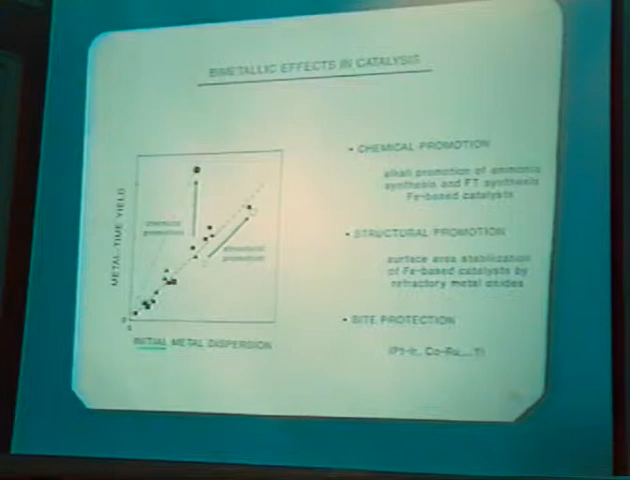 BIMETALLIC EFFECTS IN CATALYSIS
• CHEMICAL PROMOTION
alkali promotion of ammonia
synthesis and FT synthesis
Fe-based catalysts
• STRUCTURAL PROMOTION
surface area stabilization
of Fe-based catalysts by
refractory metal oxides
• SITE PROTECTION
(Pt-Ir, Co-Ru,...?)
METAL-TIME YIELD
chemical
promotion
structural
promotion
0
0
INITIAL METAL DISPERSION